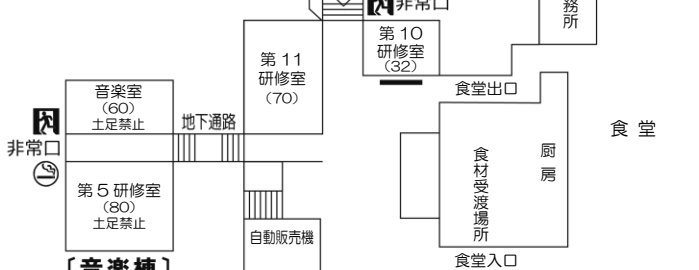 非常口
務所
第 10
研修室
(32)
第 11
研修室
(70)
食堂出口
音楽室
(60)
土足禁止
地下通路
非常口
食 堂
厨房
食材受渡場所
第5研修室
(80)
土足禁止
自動販売機
食堂入口
〔音楽棟〕